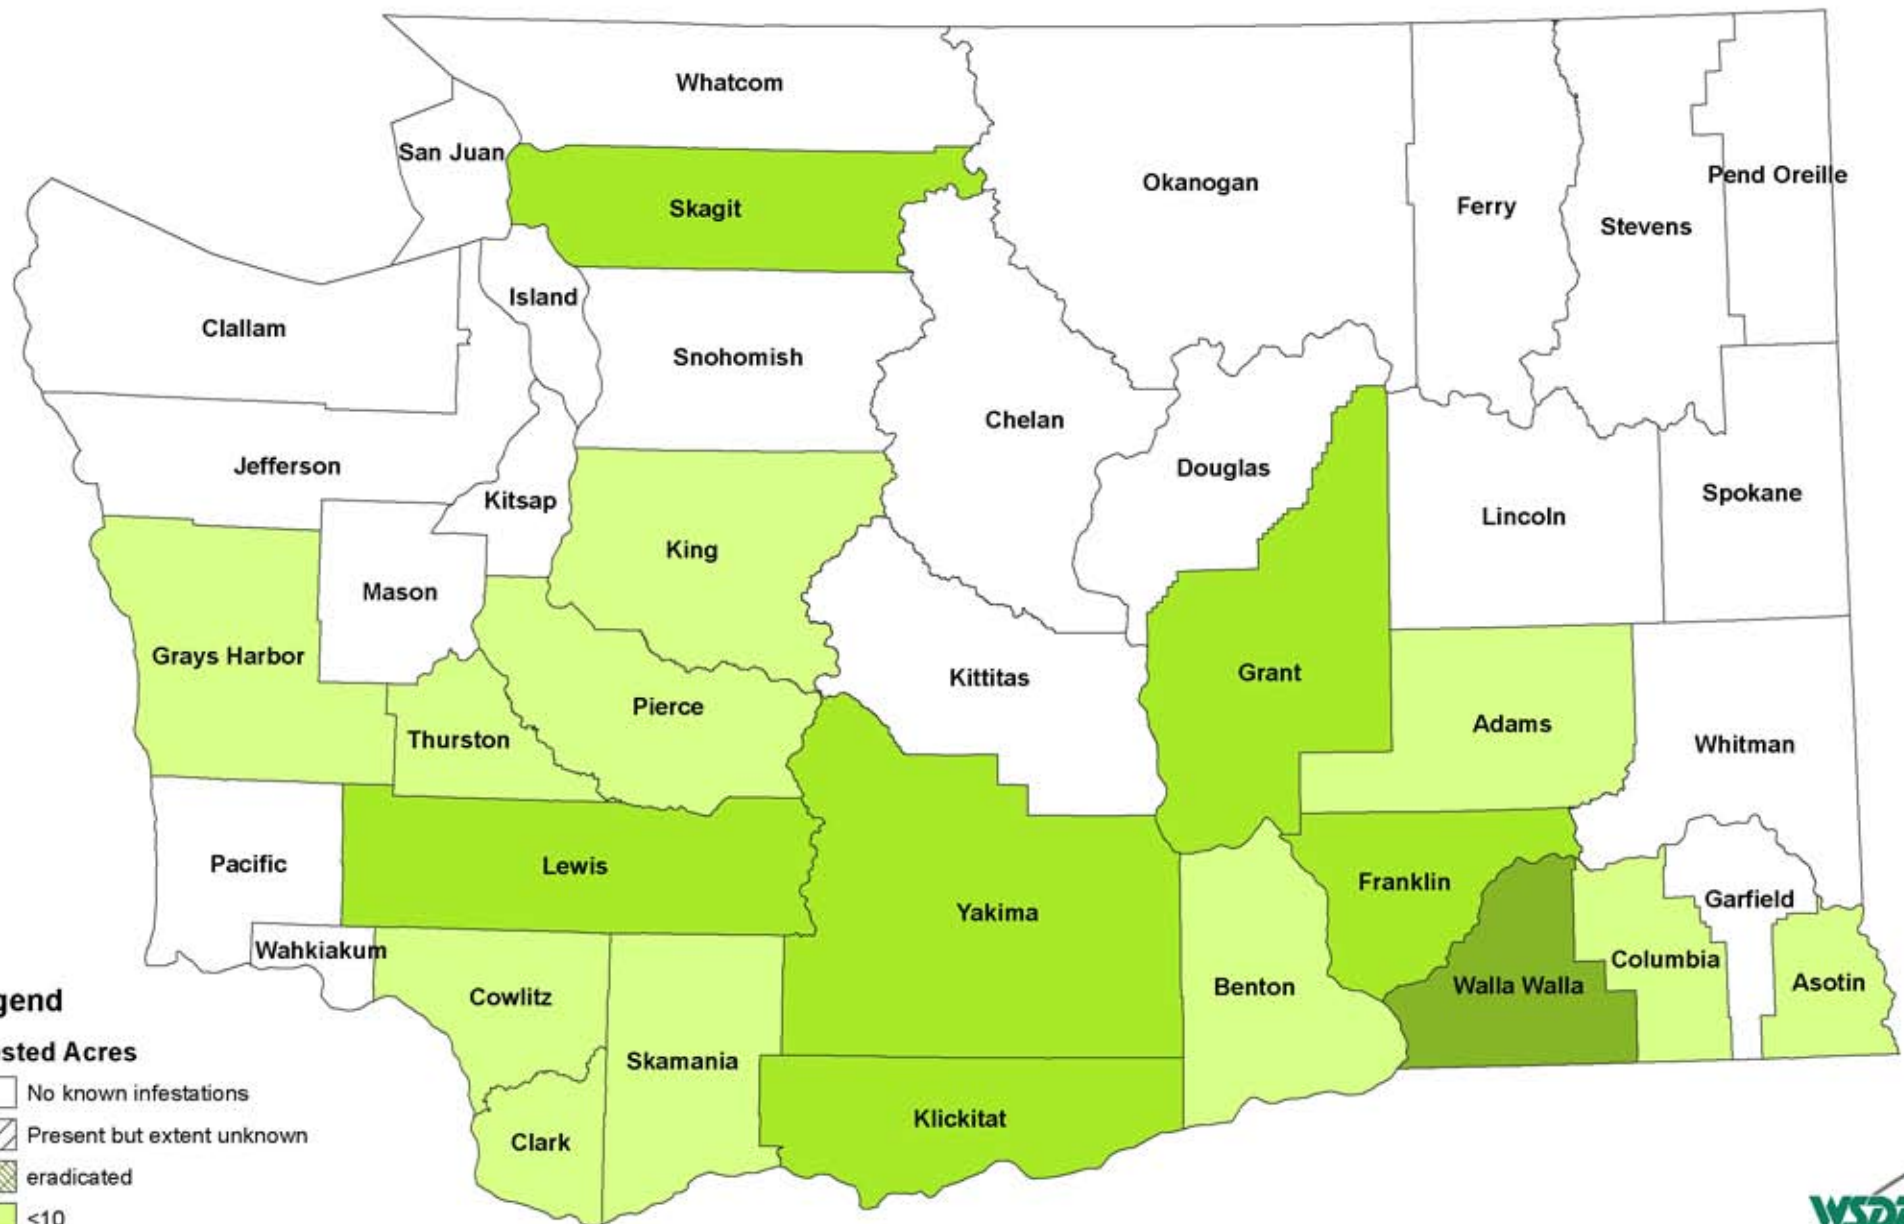 Whatcom
San Juan
Skagit
Okanogan
Pend Oreille
Ferry
Stevens
Island
Clallam
Snohomish
Chelan
Douglas
Jefferson
Kitsap
Spokane
Lincoln
King
Mason
Grays Harbor
Kittitas
Grant
Pierce
Thurston
Adams
Whitman
Pacific
Lewis
Franklin
Garfield
Yakima
Wahkiakum
Columbia
Walla Walla
Asotin
Benton
Cowlitz
Skamania
Klickitat
Clark
gend
sted Acres
No known infestations
Present but extent unknown
eradicated
<10